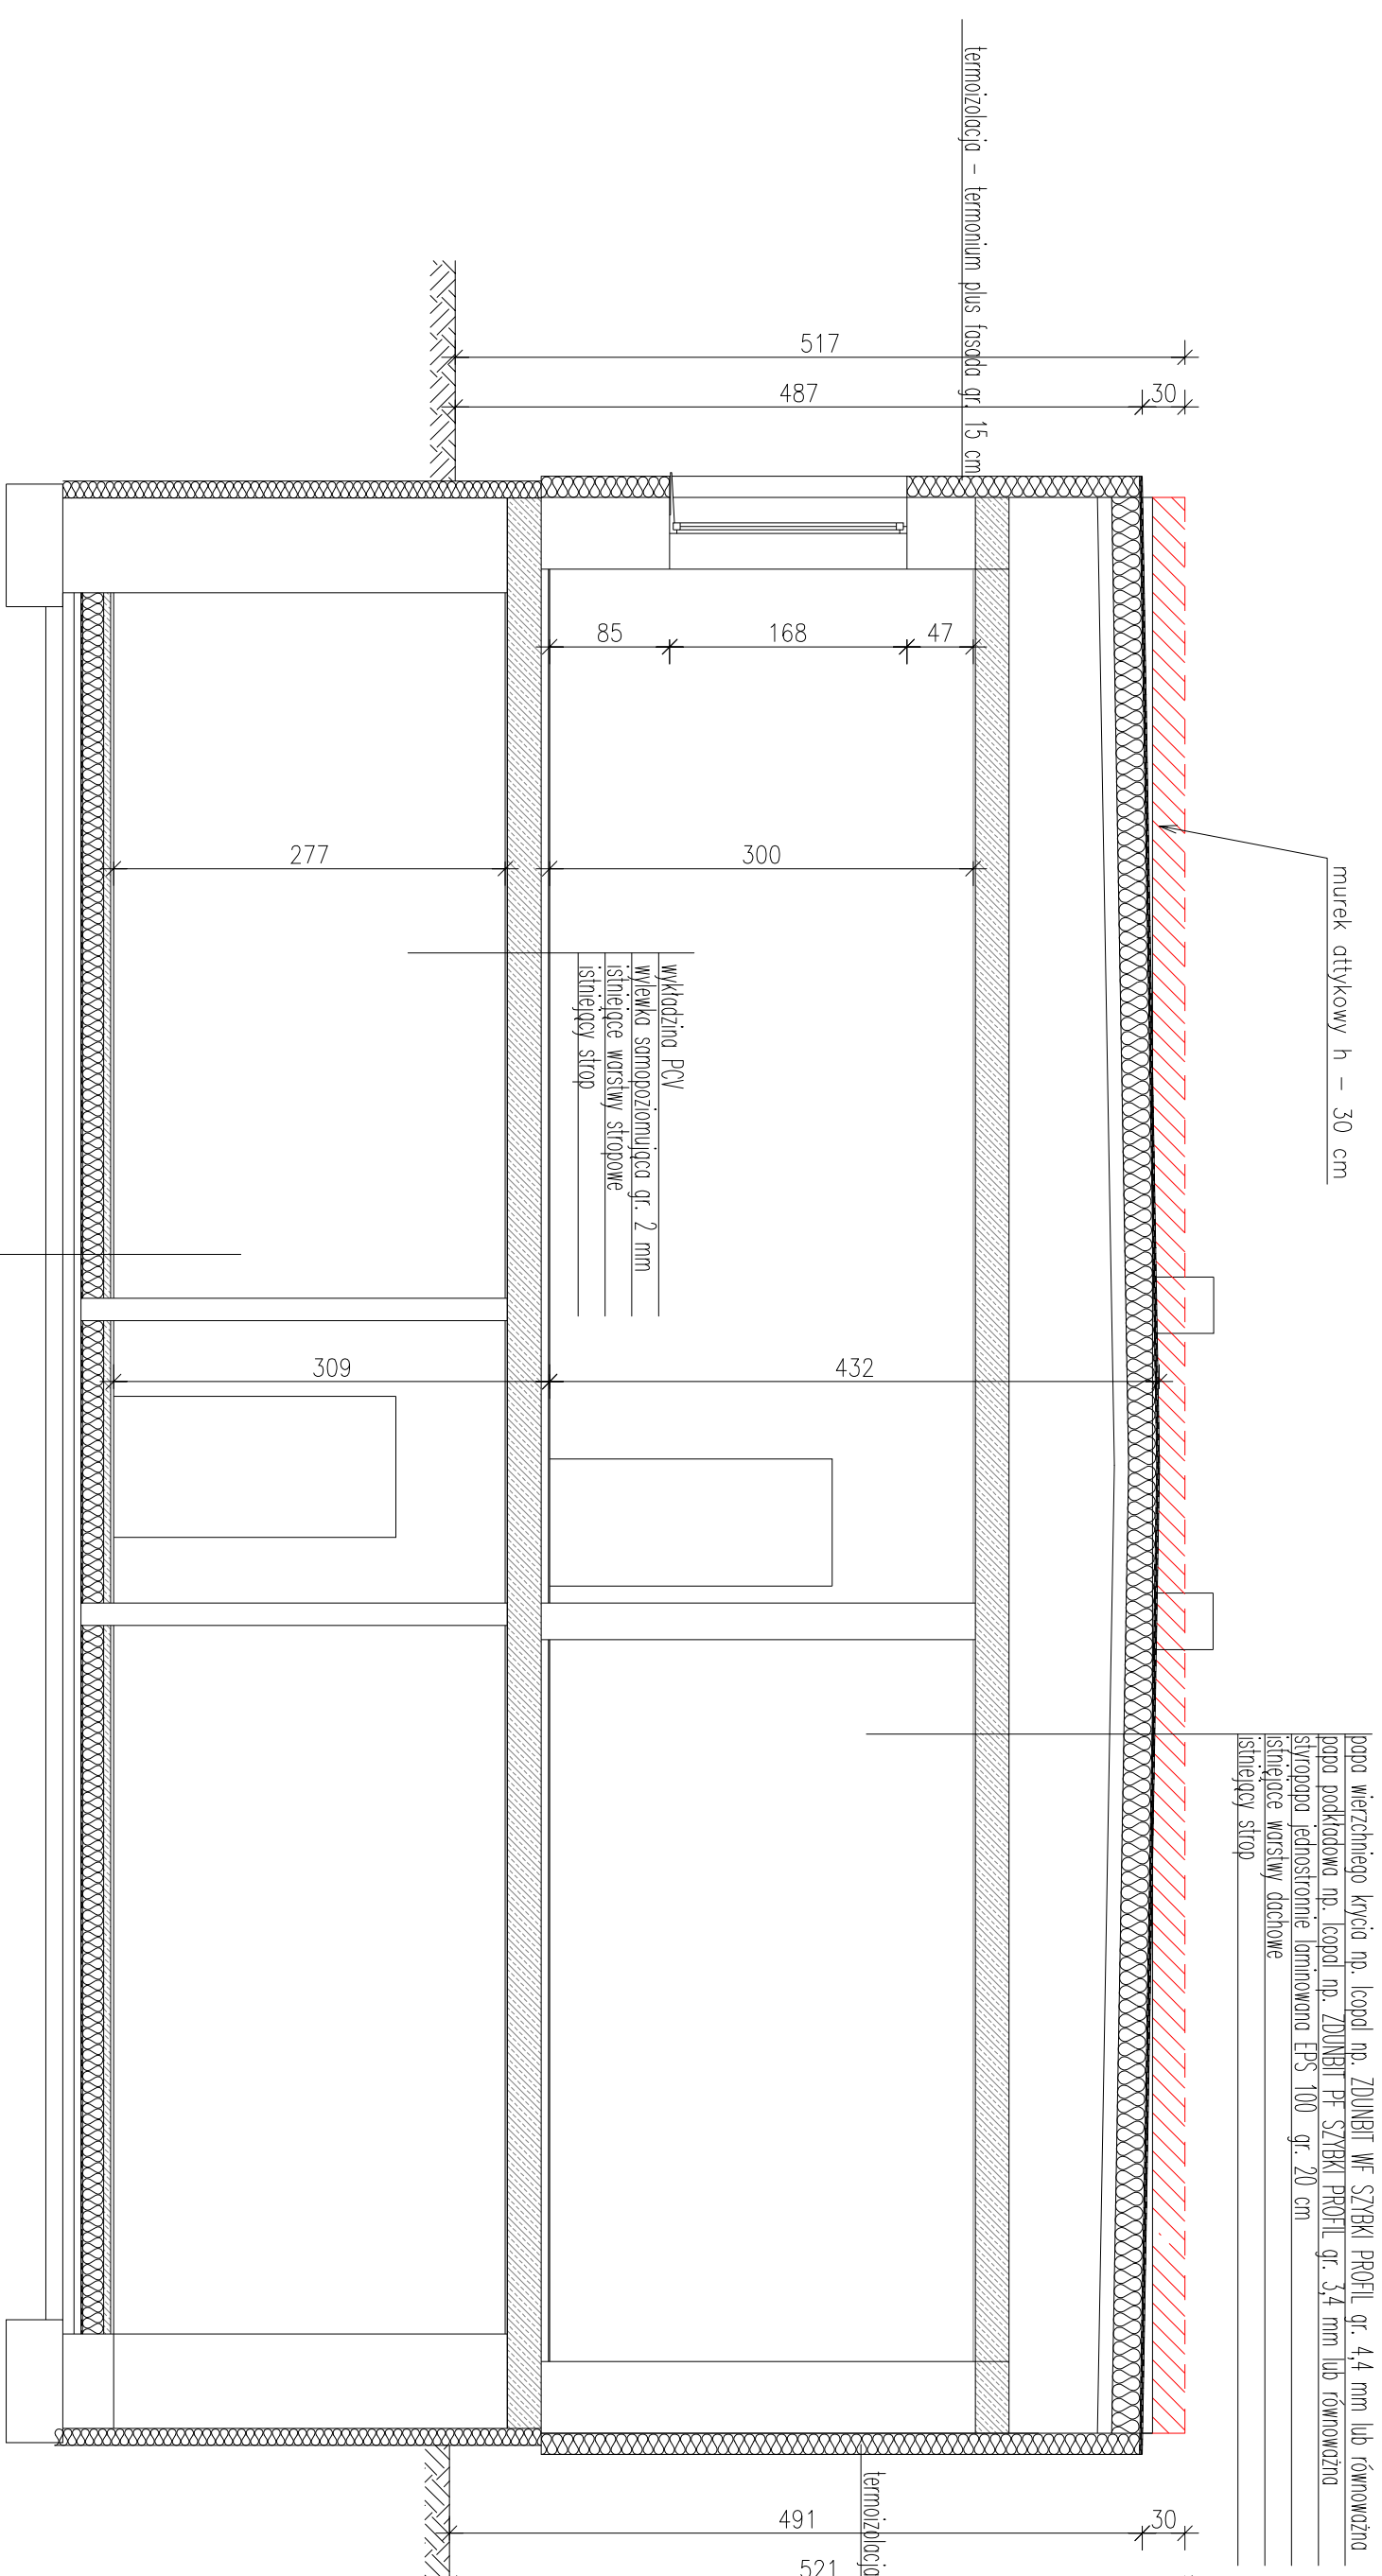 termoizolacja - termonium plus fasada gr. 15 cm
517
487
30
murek attykowy h - 30 cm
85
168
47
277
300
wykładzina PCV
wylewka samopoziomująca gr. 2 mm
istniejące warstwy stropowe
istniejący strop
309
432
papa wierzchniego krycia np. Icopal np. ZDUNBIT WF SZYBKI PROFIL gr. 4,4 mm lub równoważna
papa podkładowa np. Icopal np. ZDUNBIT PF SZYBKI PROFIL gr. 3,4 mm lub równoważna
styropapa jednostronnie laminowana EPS 100 gr. 20 cm
istniejące warstwy dachowe
istniejący strop
termoizolacja
491
30
521